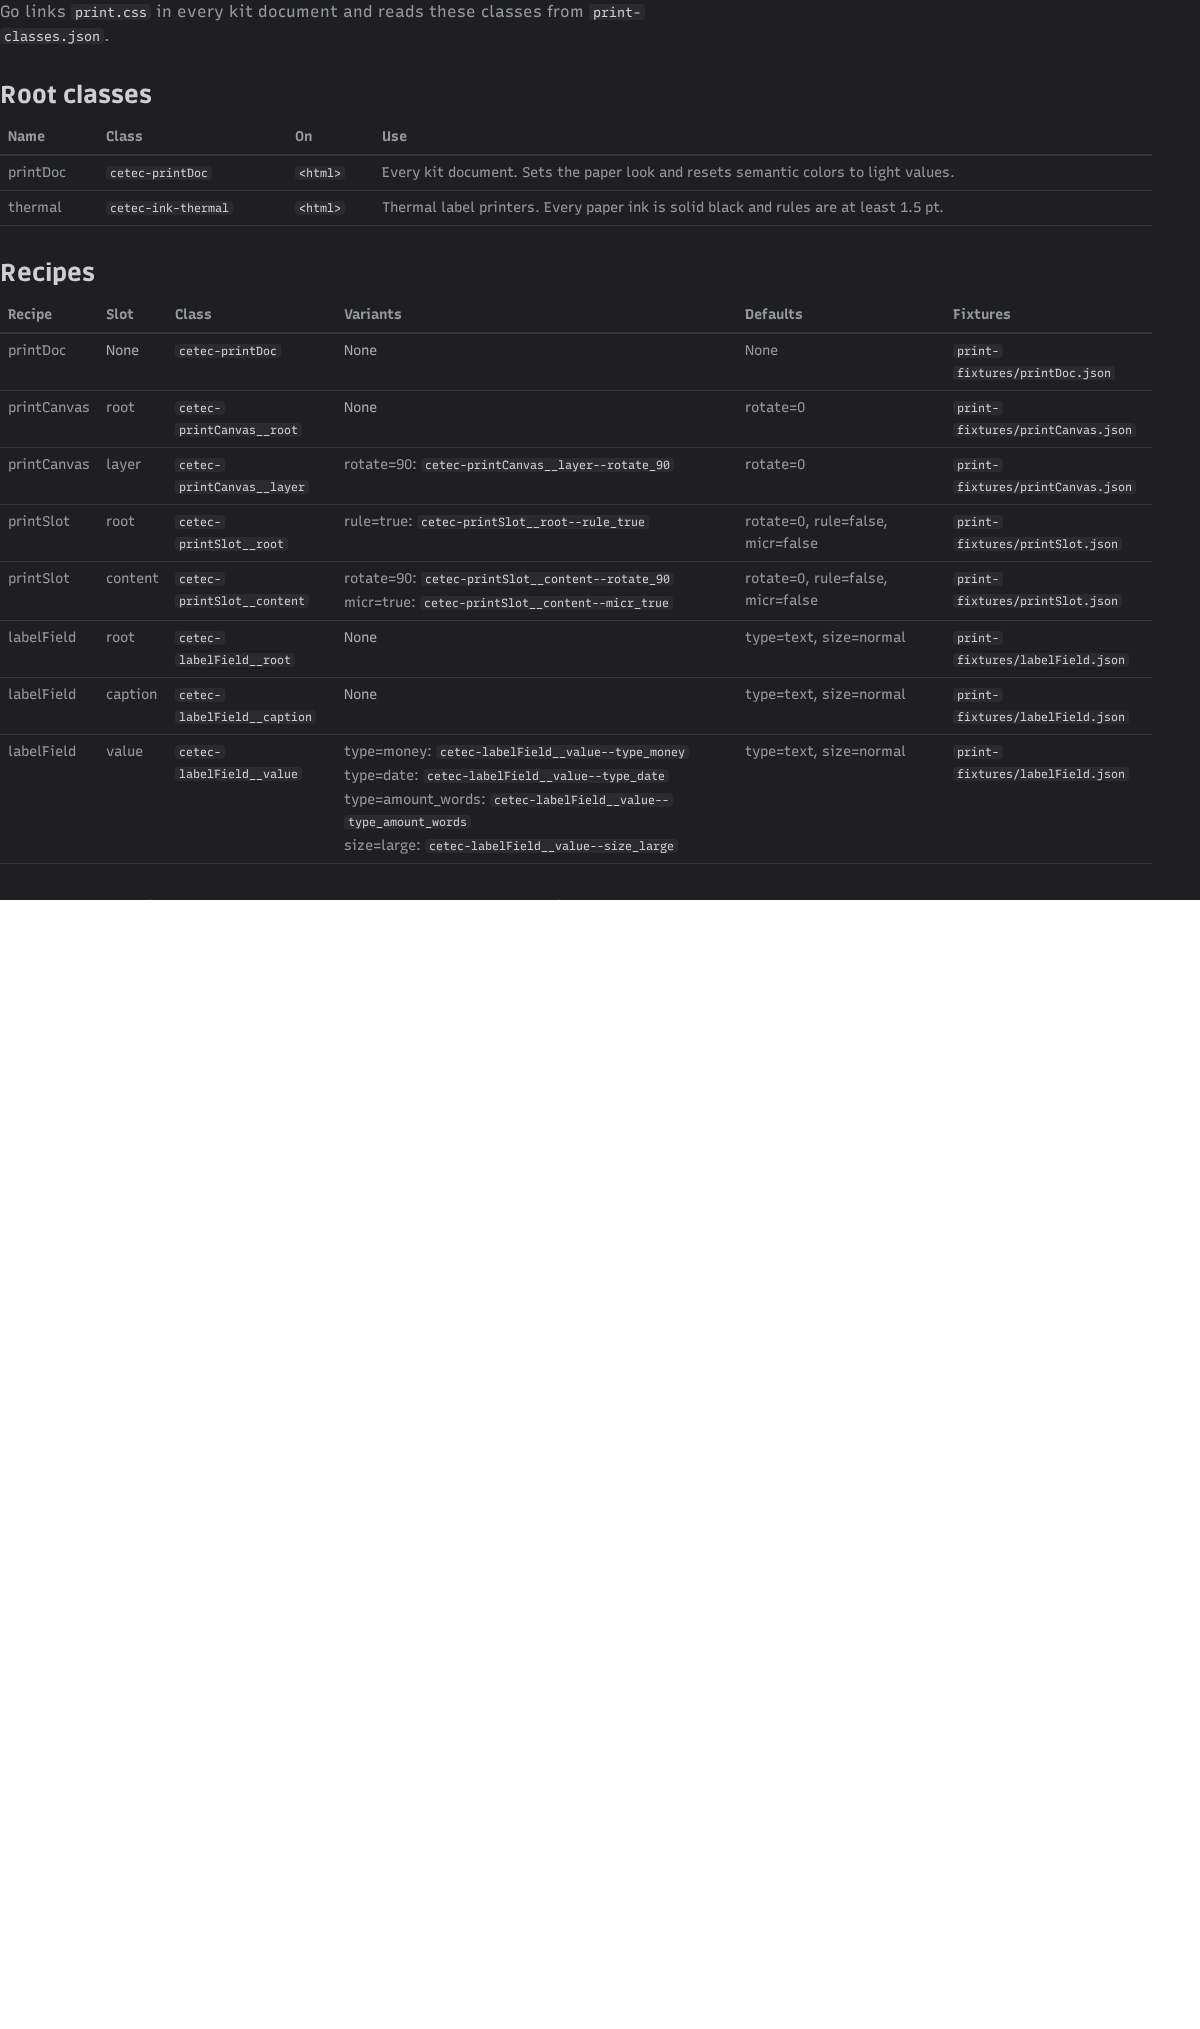 Go links print.css in every kit document and reads these classes from print-
classes.json.
Root classes
Name Class On Use
printDoc cetec-printDoc <html> Every kit document. Sets the paper look and resets semantic colors to light values.
thermal cetec-ink-thermal <html> Thermal label printers. Every paper ink is solid black and rules are at least 1.5 pt.
Recipes
Recipe Slot Class Variants Defaults Fixtures
printDoc None cetec-printDoc None None print-
fixtures/printDoc.json
printCanvas root cetec- None rotate=0 print-
printCanvas__root fixtures/printCanvas.json
printCanvas layer cetec- rotate=90: cetec-printCanvas__layer--rotate_90 rotate=0 print-
printCanvas__layer fixtures/printCanvas.json
printSlot root cetec- rule=true: cetec-printSlot__root--rule_true rotate=0, rule=false, print-
printSlot__root micr=false fixtures/printSlot.json
printSlot content cetec- rotate=90: cetec-printSlot__content--rotate_90 rotate=0, rule=false, print-
printSlot__content micr=true: cetec-printSlot__content--micr_true micr=false fixtures/printSlot.json
labelField root cetec- None type=text, size=normal print-
labelField__root fixtures/labelField.json
labelField caption cetec- None type=text, size=normal print-
labelField__caption fixtures/labelField.json
labelField value cetec- type=money: cetec-labelField__value--type_money type=text, size=normal print-
labelField__value type=date: cetec-labelField__value--type_date fixtures/labelField.json
type=amount_words: cetec-labelField__value--
type_amount_words
size=large: cetec-labelField__value--size_large